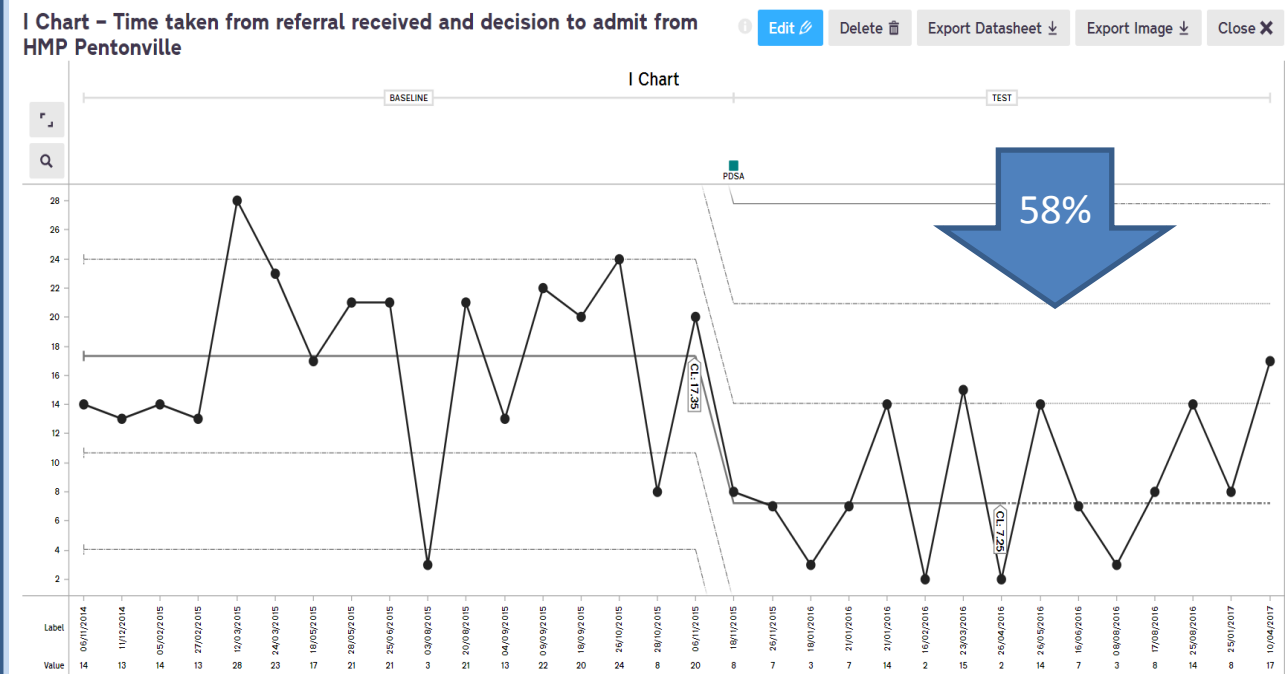 I Chart – Time taken from referral received and decision to admit from
HMP Pentonville
Edit
Delete
Export Datasheet
Export Image
Close
I Chart
BASELINE
TEST
PDSA
58%
28
26
24
22
20
18
16
14
12
10
8
6
4
2
CL: 17.35
CL: 7.25
Label 06/11/2014 11/12/2014 05/02/2015 27/02/2015 12/03/2015 24/03/2015 18/05/2015 28/05/2015 25/06/2015 03/08/2015 20/08/2015 04/09/2015 09/09/2015 18/09/2015 26/10/2015 28/10/2015 06/11/2015 18/11/2015 26/11/2015 18/01/2016 21/01/2016 21/01/2016 16/02/2016 23/03/2016 26/04/2016 26/05/2016 16/06/2016 08/08/2016 17/08/2016 25/08/2016 25/01/2017 10/04/2017
Value 14 13 14 13 28 23 17 21 21 3 21 13 22 20 24 8 20 8 7 3 7 14 2 15 2 14 7 3 8 14 8 17